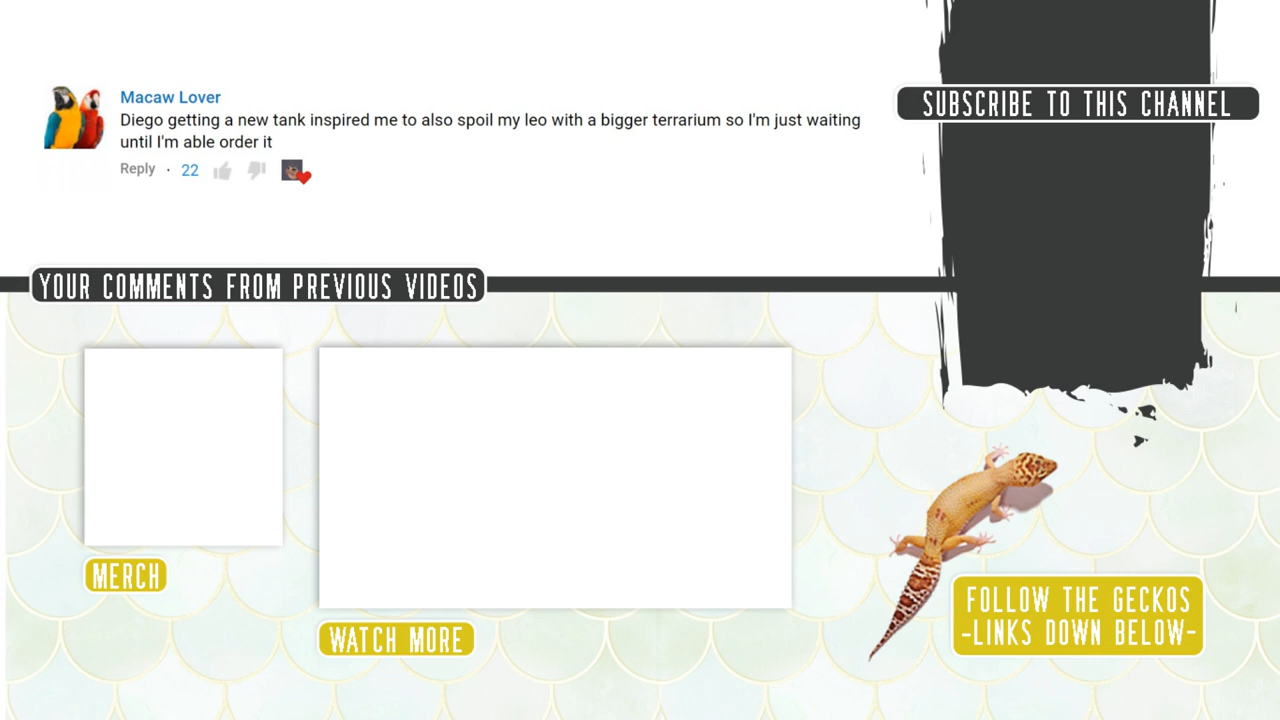 Macaw Lover
Diego getting a new tank inspired me to also spoil my leo with a bigger terrarium so I'm just waiting
until I'm able order it
Reply · 22
SUBSCRIBE TO THIS CHANNEL
YOUR COMMENTS FROM PREVIOUS VIDEOS
MERCH
WATCH MORE
FOLLOW THE GECKOS
-LINKS DOWN BELOW-